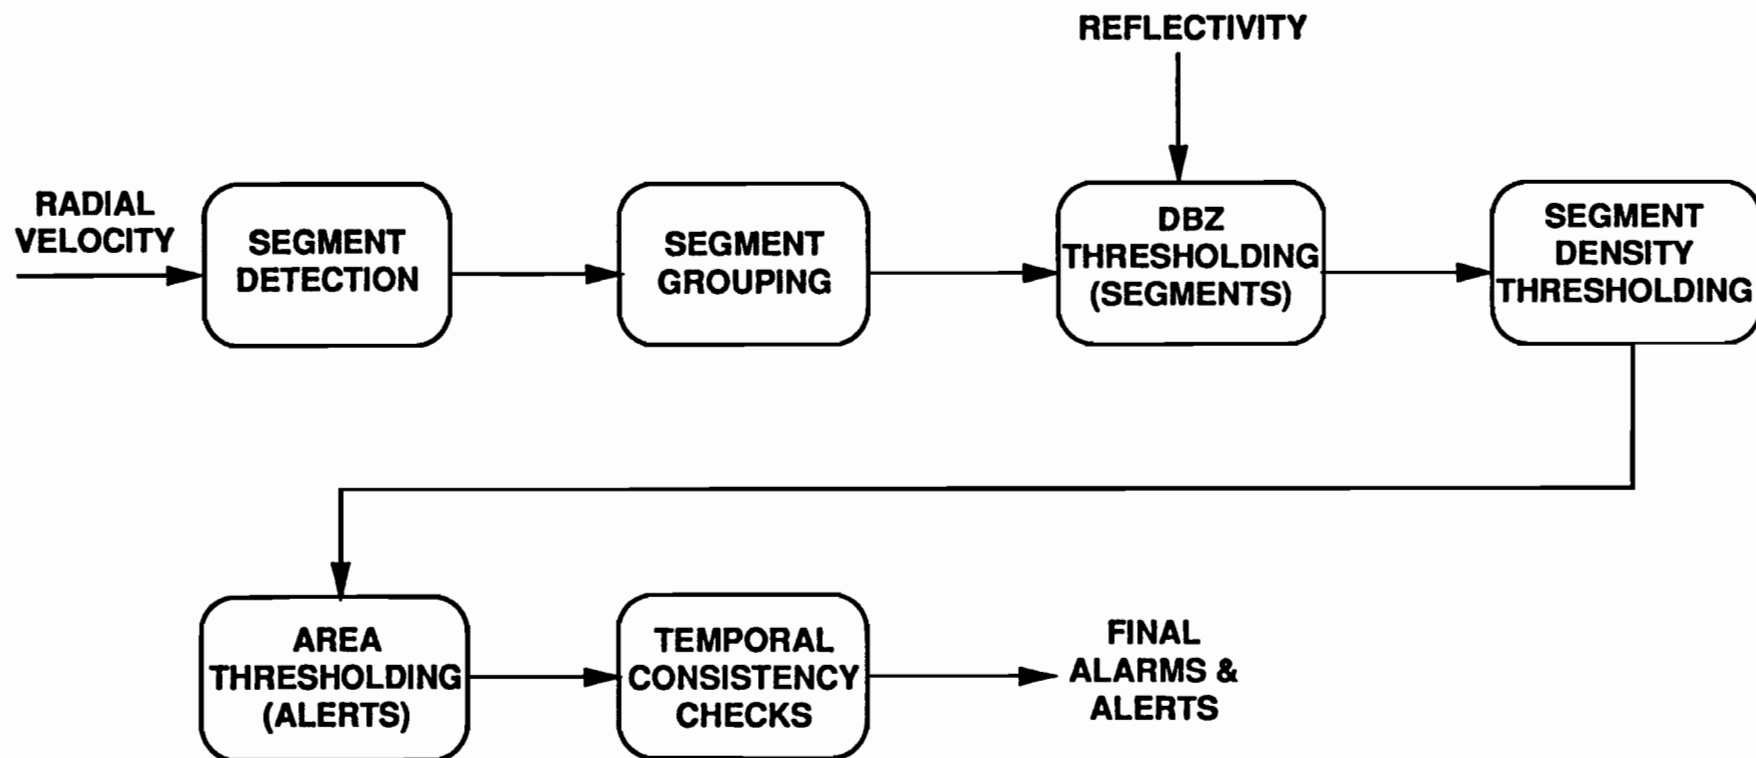 REFLECTIVITY
RADIAL
VELOCITY
SEGMENT
DETECTION
SEGMENT
GROUPING
DBZ
THRESHOLDING
(SEGMENTS)
SEGMENT
DENSITY
THRESHOLDING
AREA
THRESHOLDING
(ALERTS)
TEMPORAL
CONSISTENCY
CHECKS
FINAL
ALARMS &
ALERTS